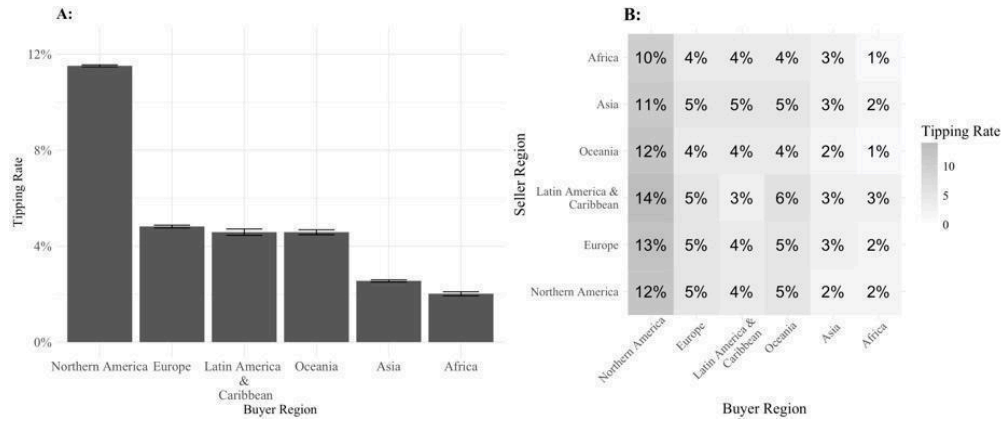 A:
12%
8%
4%
0%
Tipping Rate
Northern America
Europe
Latin America
&
Caribbean
Oceania
Asia
Africa
Buyer Region
B:
Seller Region
Africa
10% 4% 4% 4% 3% 1%
Asia
11% 5% 5% 5% 3% 2%
Oceania
12% 4% 4% 4% 2% 1%
Latin America &
Caribbean
14% 5% 3% 6% 3% 3%
Europe
13% 5% 4% 5% 3% 2%
Northern America
12% 5% 4% 5% 2% 2%
Northern America
Europe
Latin America &
Caribbean
Oceania
Asia
Africa
Buyer Region
Tipping Rate
10
5
0